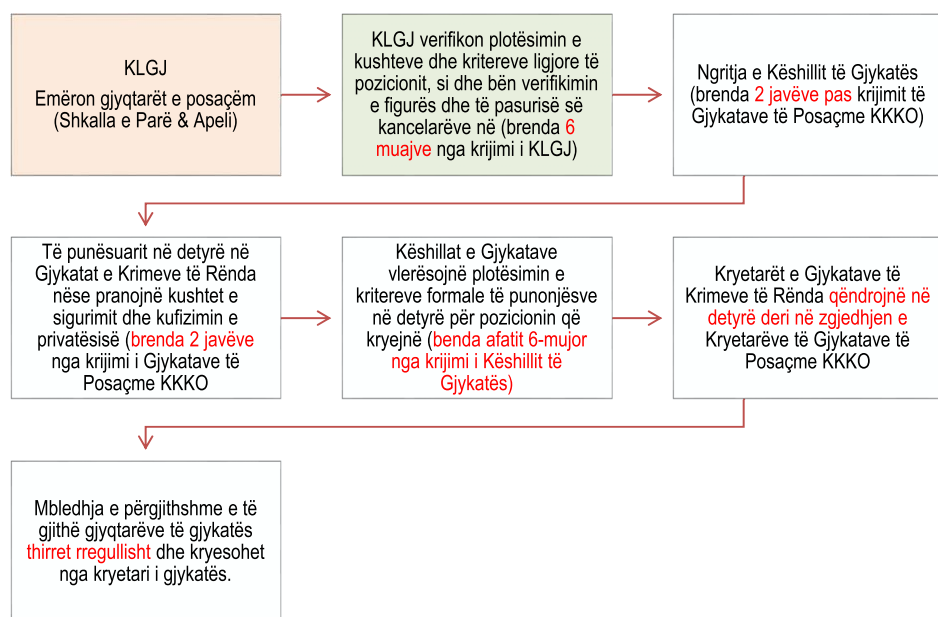 KLGJ
Emëron gjyqtarët e posaçëm
(Shkalla e Parë & Apeli)
KLGJ verifikon plotësimin e
kushteve dhe kritereve ligjore të
pozicionit, si dhe bën verifikimin
e figurës dhe të pasurisë së
kancelarëve në (brenda 6
muajve nga krijimi i KLGJ)
Ngritja e Këshillit të Gjykatës
(brenda 2 javëve pas krijimit të
Gjykatave të Posaçme KKKO)
Të punësuarit në detyrë në
Gjykatat e Krimeve të Rënda
nëse pranojnë kushtet e
sigurimit dhe kufizimin e
privatësisë (brenda 2 javëve
nga krijimi i Gjykatave të
Posaçme KKKO
Këshillat e Gjykatave
vlerësojnë plotësimin e
kritereve formale të punonjësve
në detyrë për pozicionin që
kryejnë (benda afatit 6-mujor
nga krijimi i Këshillit të
Gjykatës)
Kryetarët e Gjykatave të
Krimeve të Rënda qëndrojnë në
detyrë deri në zgjedhjen e
Kryetarëve të Gjykatave të
Posaçme KKKO
Mbledhja e përgjithshme e të
gjithë gjyqtarëve të gjykatës
thirret rregullisht dhe kryesohet
nga kryetari i gjykatës.